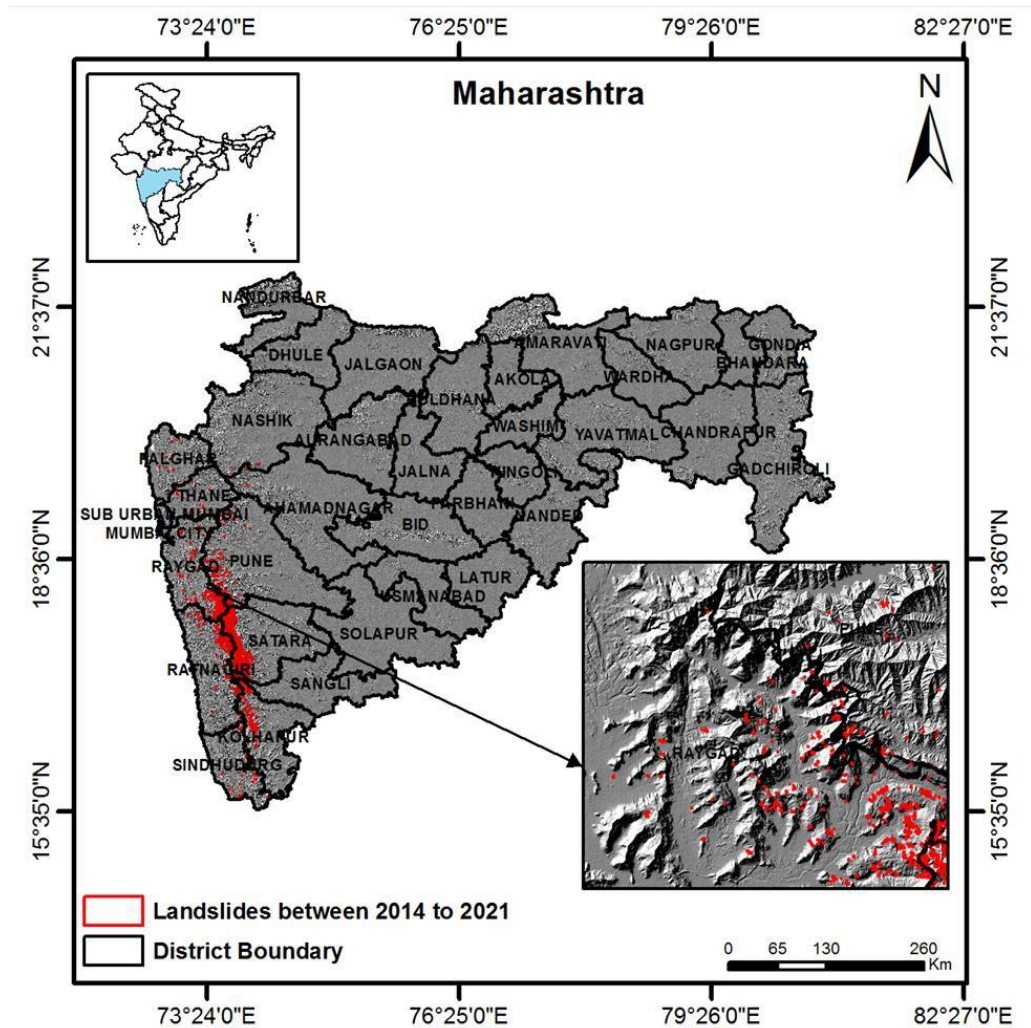 73°24'0"E 76°25'0"E 79°26'0"E 82°27'0"E
Maharashtra
N
21°37'0"N 21°37'0"N
NANDURBAR
DHULE
JALGAON
AMARAVATI
NAGPUR
GONDIA
BHANDARA
WARDHA
AKOLA
BULDHANA
NASHIK
WASHIM
AURANGABAD
YAVATMAL
CHANDRAPUR
PALGHAR
JALNA
HINGOLI
GADCHIROLI
THANE
AHAMADNAGAR
PARBHANI
SUB URBAN MUMBAI
BID
NANDED
MUMBAI CITY
18°36'0"N 18°36'0"N
RAYGAD
PUNE
LATUR
USMANABAD
SOLAPUR
SATARA
RATNAGIRI
SANGLI
KOLHAPUR
SINDHUDURG
PUNE
RAYGAD
15°35'0"N 15°35'0"N
Landslides between 2014 to 2021
District Boundary
0 65 130 260
Km
73°24'0"E 76°25'0"E 79°26'0"E 82°27'0"E